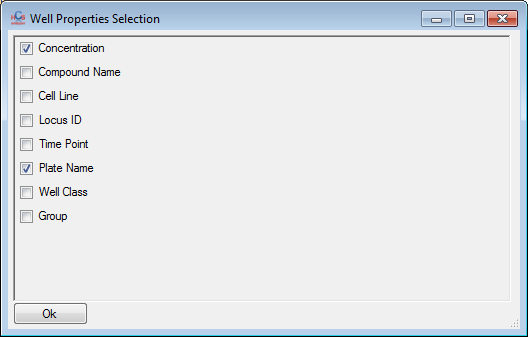 Well Properties Selection
Concentration
Compound Name
Cell Line
Locus ID
Time Point
Plate Name
Well Class
Group
Ok